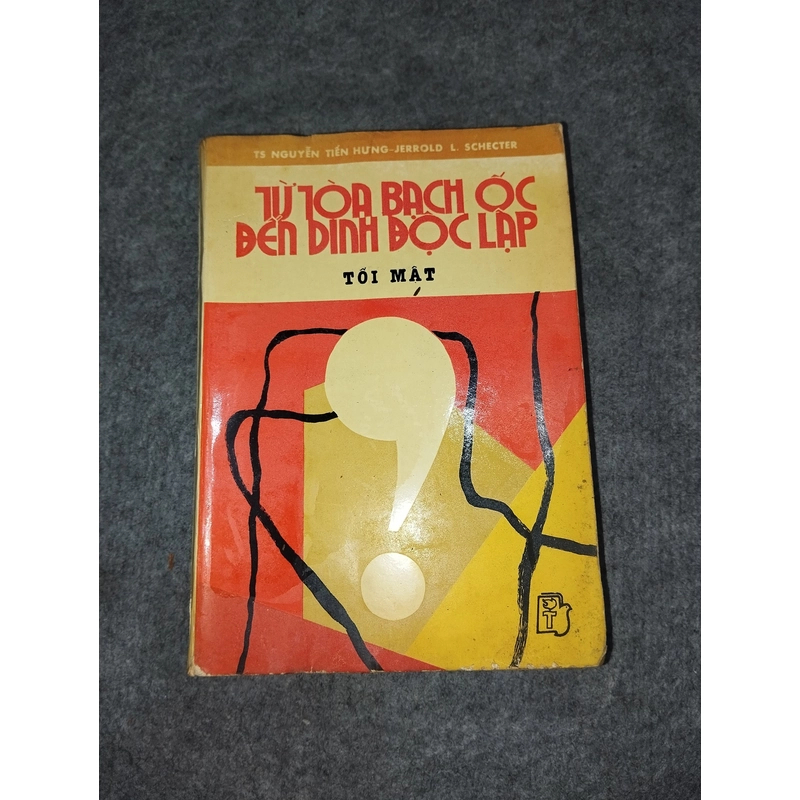 TS NGUYỄN TIẾN HƯNG-JERROLD L. SCHECTER
TỪ TÒA BẠCH ỐC
ĐẾN DINH ĐỘC LẬP
TỐI MẬT
T